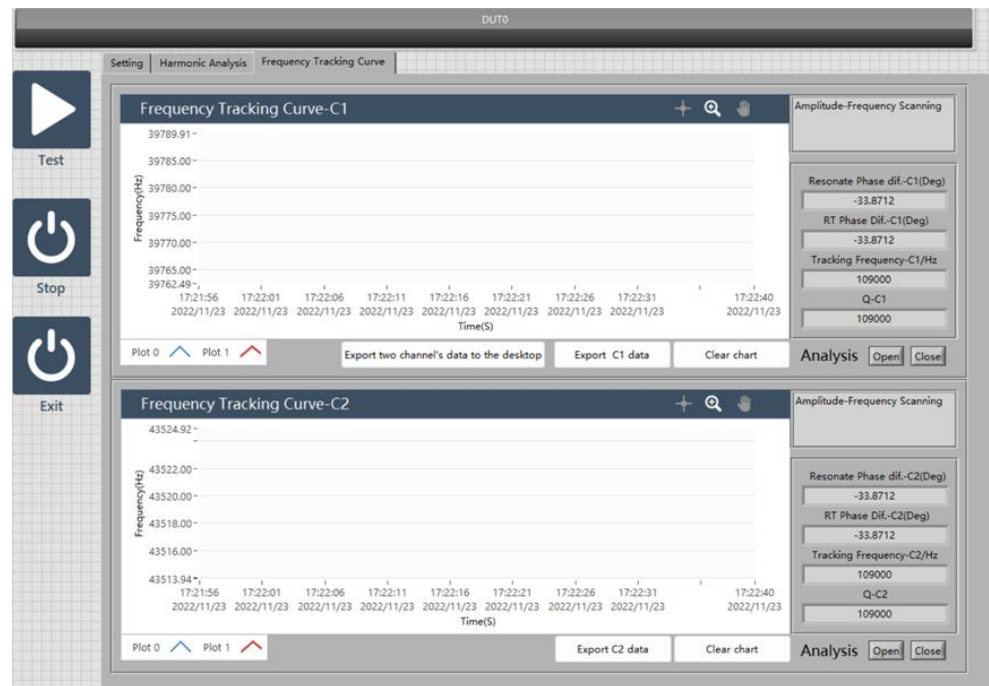 DUT0
Setting Harmonic Analysis Frequency Tracking Curve
Test
Stop
Exit
Frequency Tracking Curve-C1
Frequency(Hz)
39789.91
39785.00
39780.00
39775.00
39770.00
39765.00
39762.49
17:21:56 17:22:01 17:22:06 17:22:11 17:22:16 17:22:21 17:22:26 17:22:31 17:22:40
2022/11/23 2022/11/23 2022/11/23 2022/11/23 2022/11/23 2022/11/23 2022/11/23 2022/11/23 2022/11/23
Time(S)
Plot 0 Plot 1
Export two channel's data to the desktop Export C1 data Clear chart
Amplitude-Frequency Scanning
Resonate Phase dif.-C1(Deg)
-33.8712
RT Phase Dif.-C1(Deg)
-33.8712
Tracking Frequency-C1/Hz
109000
Q-C1
109000
Analysis Open Close
Frequency Tracking Curve-C2
Frequency(Hz)
43524.92
43522.00
43520.00
43518.00
43516.00
43513.94
17:21:56 17:22:01 17:22:06 17:22:11 17:22:16 17:22:21 17:22:26 17:22:31 17:22:40
2022/11/23 2022/11/23 2022/11/23 2022/11/23 2022/11/23 2022/11/23 2022/11/23 2022/11/23 2022/11/23
Time(S)
Plot 0 Plot 1
Export C2 data Clear chart
Amplitude-Frequency Scanning
Resonate Phase dif.-C2(Deg)
-33.8712
RT Phase Dif.-C2(Deg)
-33.8712
Tracking Frequency-C2/Hz
109000
Q-C2
109000
Analysis Open Close